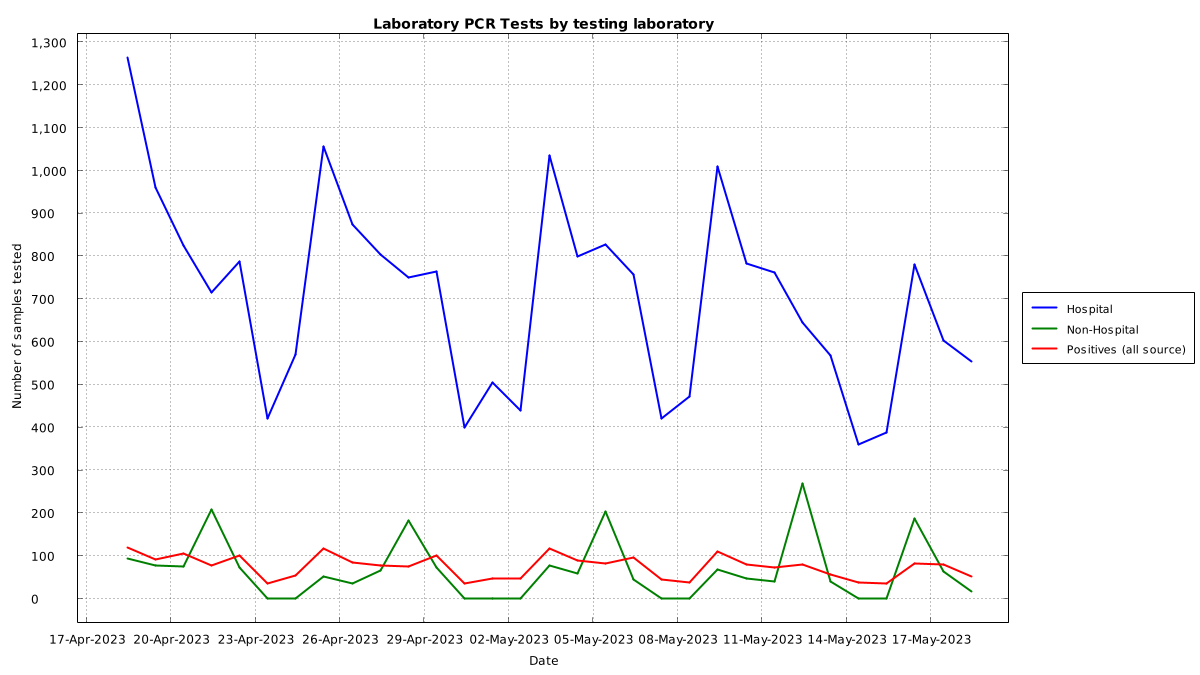 Laboratory PCR Tests by testing laboratory
1,300
1,200
1,100
1,000
900
800
700
600
500
400
300
200
100
0
Number of samples tested
17-Apr-2023 20-Apr-2023 23-Apr-2023 26-Apr-2023 29-Apr-2023 02-May-2023 05-May-2023 08-May-2023 11-May-2023 14-May-2023 17-May-2023
Date
Hospital
Non-Hospital
Positives (all source)